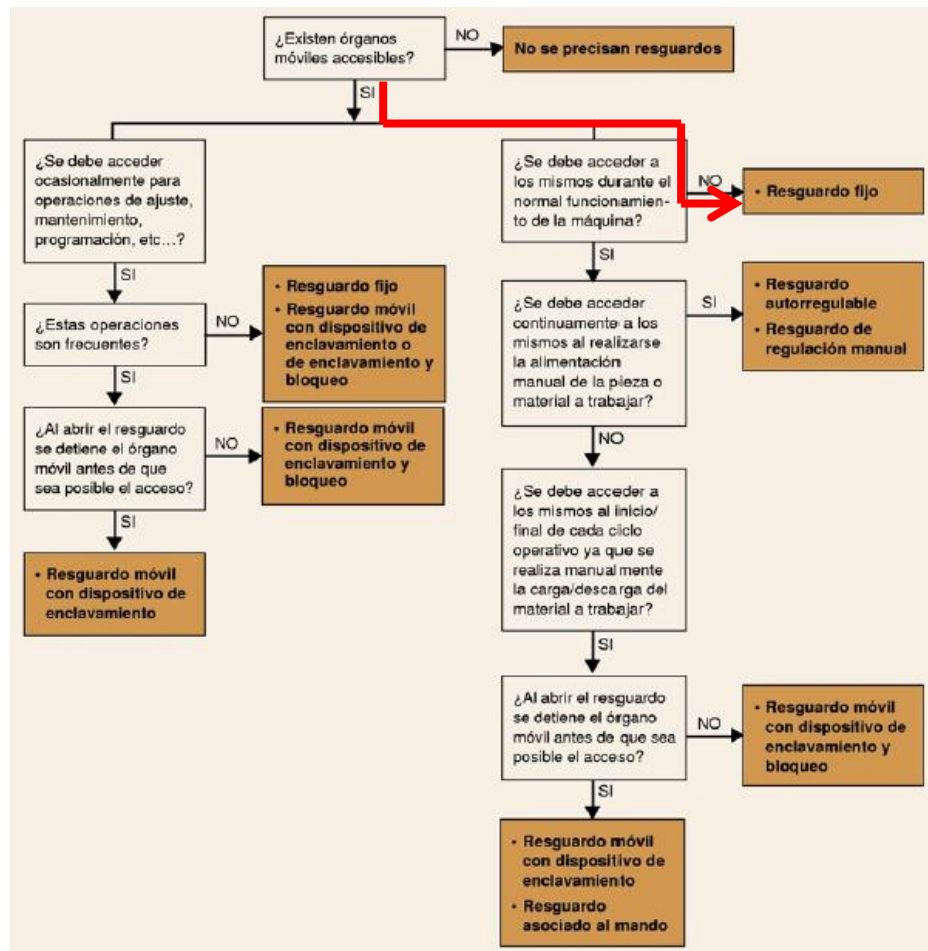 ¿Existen órganos
móviles accesibles?
NO
No se precisan resguardos
SI
¿Se debe acceder
ocasionalmente para
operaciones de ajuste,
mantenimiento,
programación, etc...?
SI
¿Estas operaciones
son frecuentes?
NO
• Resguardo fijo
• Resguardo móvil
con dispositivo de
enclavamiento o
de enclavamiento y
bloqueo
SI
¿Al abrir el resguardo
se detiene el órgano
móvil antes de que
sea posible el acceso?
NO
• Resguardo móvil
con dispositivo de
enclavamiento y
bloqueo
SI
• Resguardo móvil
con dispositivo de
enclavamiento
¿Se debe acceder a
los mismos durante el
normal funcionamien-
to de la máquina?
NO
• Resguardo fijo
SI
¿Se debe acceder
continuamente a los
mismos al realizarse
la alimentación
manual de la pieza o
material a trabajar?
SI
• Resguardo
autorregulable
• Resguardo de
regulación manual
NO
¿Se debe acceder a
los mismos al inicio/
final de cada ciclo
operativo ya que se
realiza manualmente
la carga/descarga del
material a trabajar?
SI
¿Al abrir el resguardo
se detiene el órgano
móvil antes de que sea
posible el acceso?
NO
• Resguardo móvil
con dispositivo de
enclavamiento y
bloqueo
SI
• Resguardo móvil
con dispositivo de
enclavamiento
• Resguardo
asociado al mando